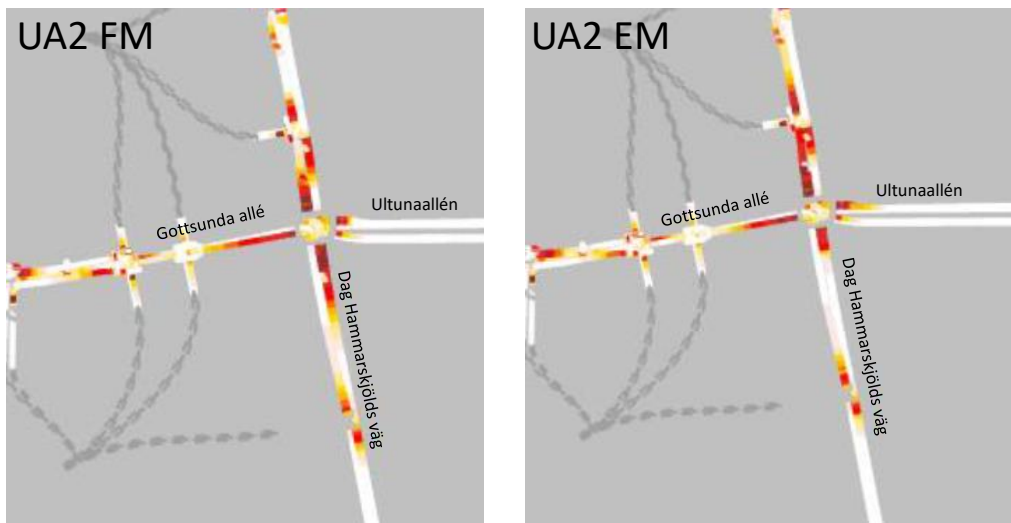 UA2 FM
Gottsunda allé
Ultunaallén
Dag Hammarskjölds väg
UA2 EM
Gottsunda allé
Ultunaallén
Dag Hammarskjölds väg